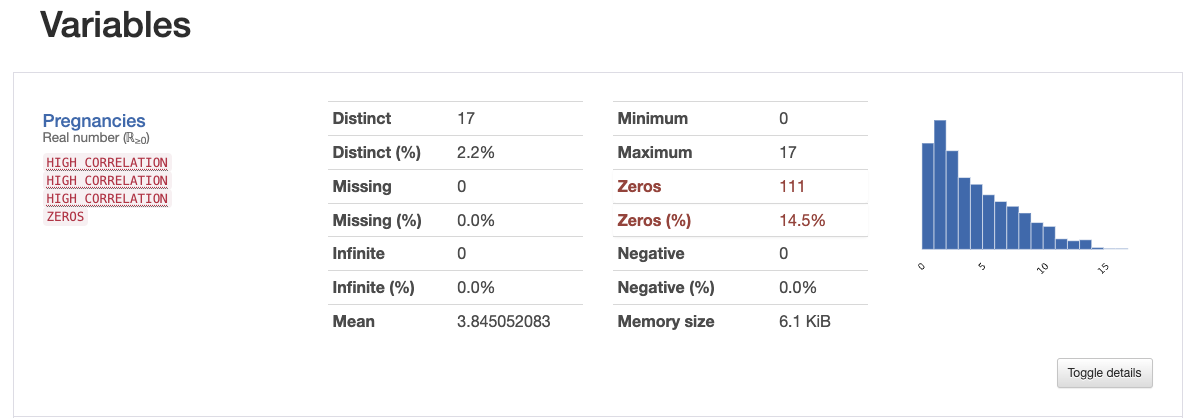 Variables
Pregnancies
Real number (ℝ≥0)
HIGH CORRELATION
HIGH CORRELATION
HIGH CORRELATION
ZEROS
Distinct 17
Distinct (%) 2.2%
Missing 0
Missing (%) 0.0%
Infinite 0
Infinite (%) 0.0%
Mean 3.845052083
Minimum 0
Maximum 17
Zeros 111
Zeros (%) 14.5%
Negative 0
Negative (%) 0.0%
Memory size 6.1 KiB
0 5 10 15
Toggle details